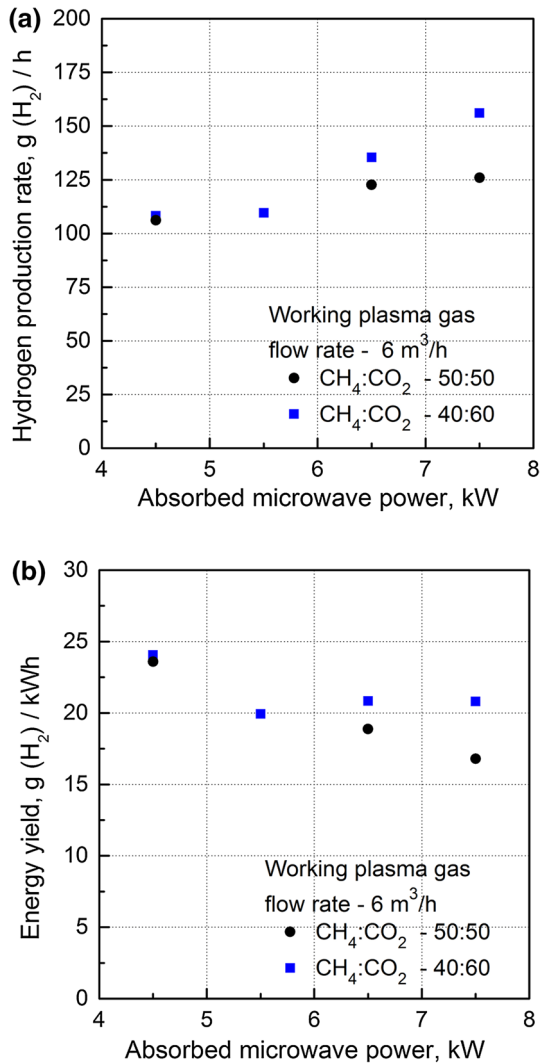 (a)
200
175
150
125
100
75
50
25
0
Hydrogen production rate, g (H₂) / h
Working plasma gas
flow rate - 6 m³/h
CH₄:CO₂ - 50:50
CH₄:CO₂ - 40:60
4 5 6 7 8
Absorbed microwave power, kW
(b)
30
25
20
15
10
5
0
Energy yield, g (H₂) / kWh
Working plasma gas
flow rate - 6 m³/h
CH₄:CO₂ - 50:50
CH₄:CO₂ - 40:60
4 5 6 7 8
Absorbed microwave power, kW